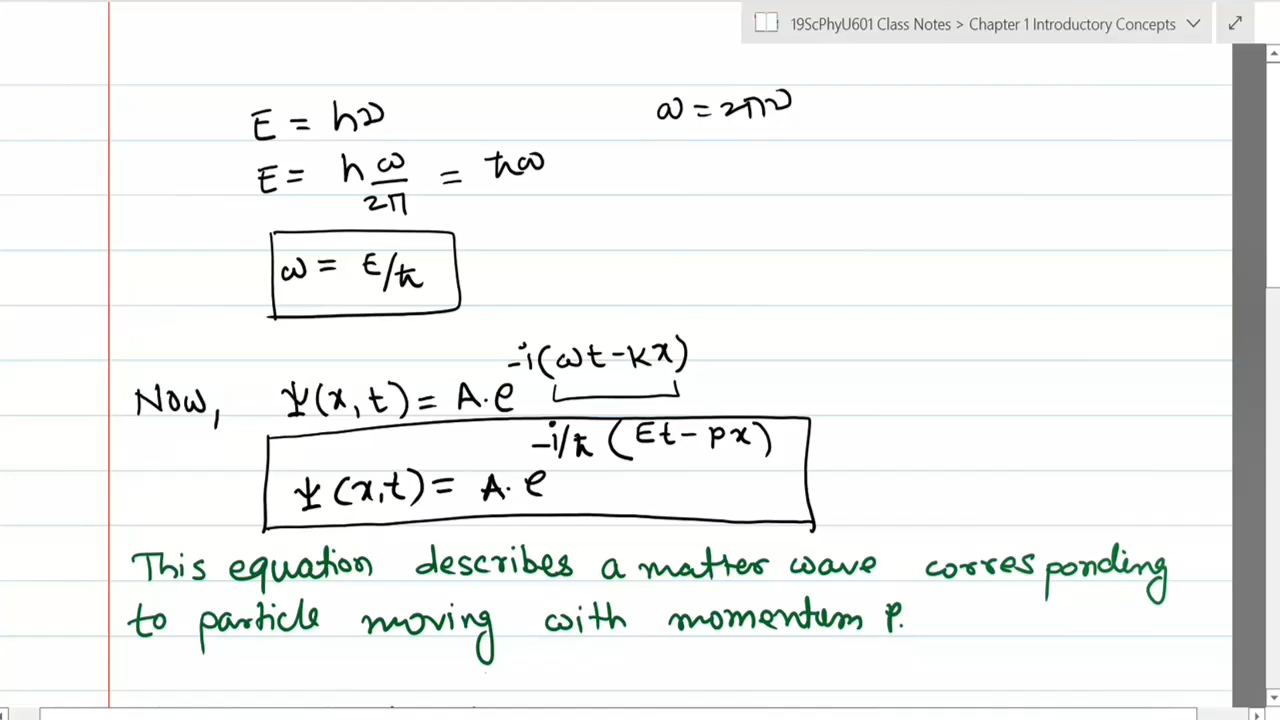 19ScPhyU601 Class Notes > Chapter 1 Introductory Concepts
E = hν ω = 2πν
E = h ω/2π = ħω
ω = E/ħ
Now, Ψ(x, t) = A·e^{-i(ωt-kx)}
Ψ(x,t) = A·e^{-i/ħ (Et-px)}
This equation describes a matter wave corresponding
to particle moving with momentum p.